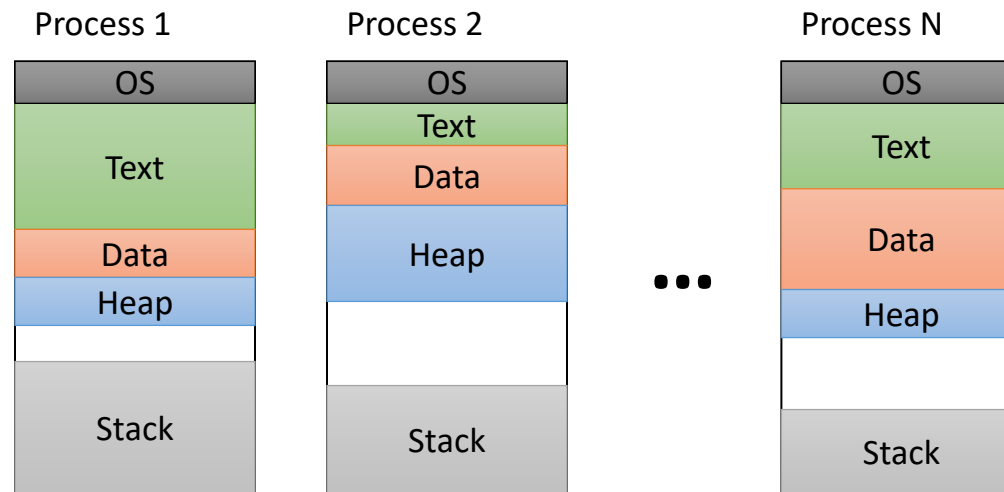 Process 1
OS
Text
Data
Heap
Stack
Process 2
OS
Text
Data
Heap
Stack
...
Process N
OS
Text
Data
Heap
Stack